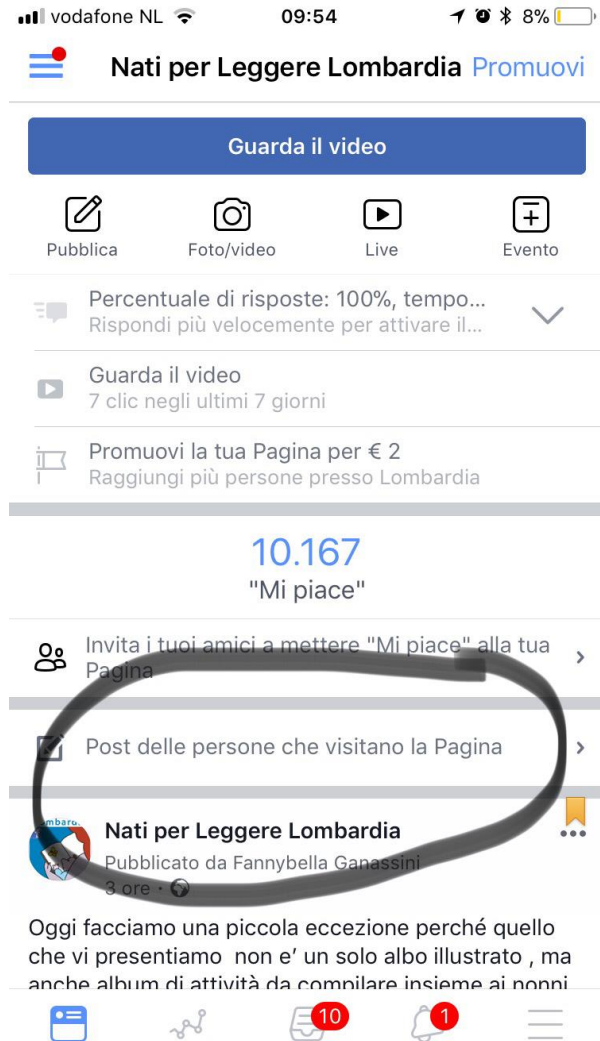 vodafone NL 09:54 8%
Nati per Leggere Lombardia Promuovi
Guarda il video
Pubblica Foto/video Live Evento
Percentuale di risposte: 100%, tempo...
Rispondi più velocemente per attivare il...
Guarda il video
7 clic negli ultimi 7 giorni
Promuovi la tua Pagina per € 2
Raggiungi più persone presso Lombardia
10.167
"Mi piace"
Invita i tuoi amici a mettere "Mi piace" alla tua
Pagina
Post delle persone che visitano la Pagina
Nati per Leggere Lombardia
Pubblicato da Fannybella Ganassini
3 ore ·
Oggi facciamo una piccola eccezione perché quello
che vi presentiamo non e' un solo albo illustrato , ma
anche album di attività da compilare insieme ai nonni
10 1